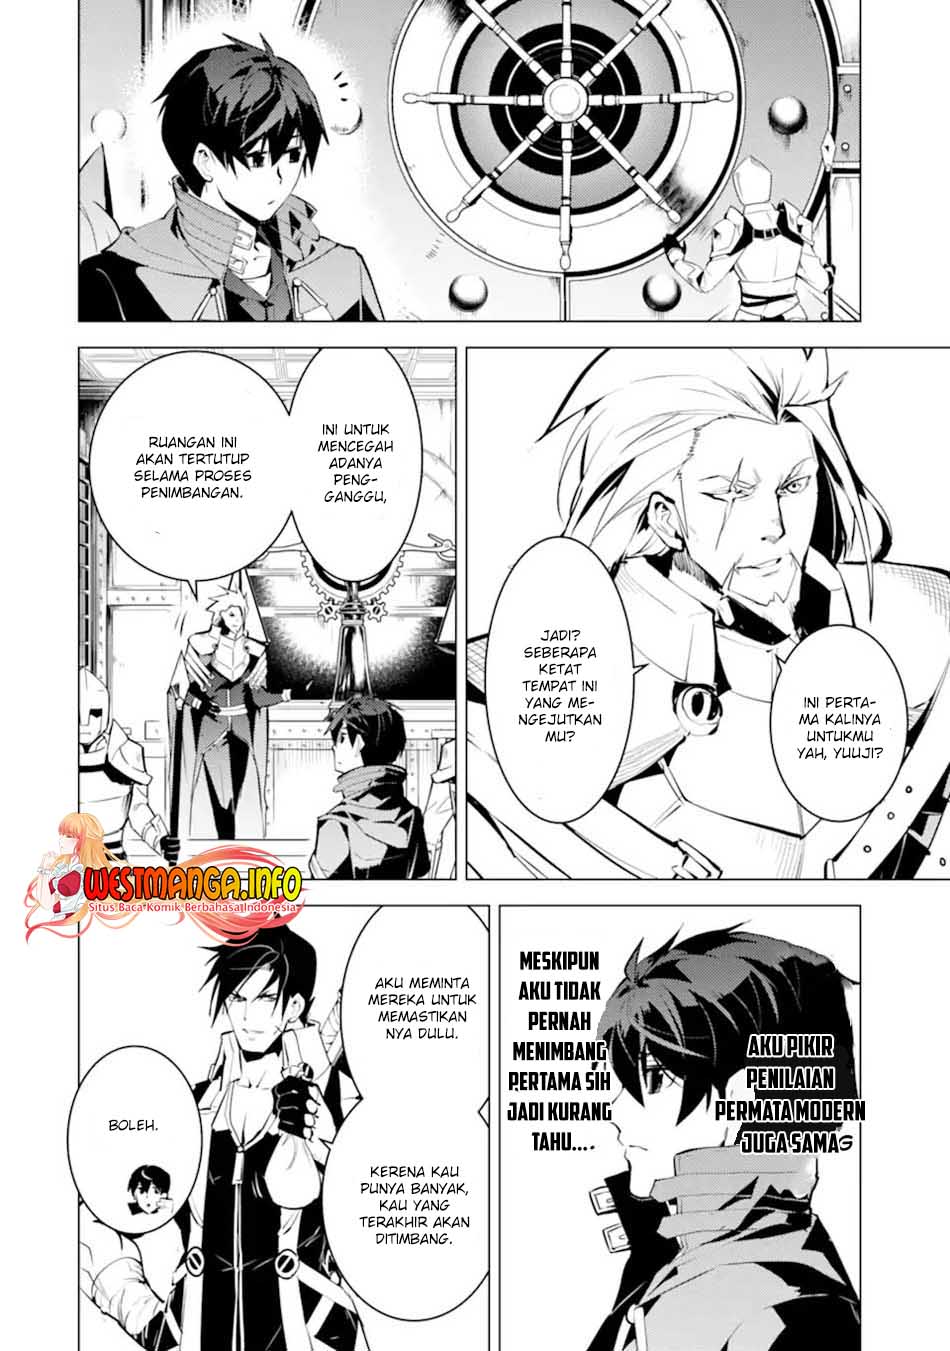 INI PERTA-
MA KALINYA
UNTUKMU
YAH, YUUJI?
JADI?
SEBERAPA
KETAT
TEMPAT INI
YANG ME-
NGEJUTKAN
MU?
INI UNTUK
MENCEGAH
ADANYA
PENG-
GANGGU,
RUANGAN INI
AKAN TERTUTUP
SELAMA PROSES
PENIMBANGAN.
WESTMANGA.INFO
Situs Baca Komik Berbahasa Indonesia
AKU PIKIR
PENILAIAN
PERMATA MODERN
JUGA SAMA
MESKIPUN
AKU TIDAK
PERNAH
MENIMBANG
PERTAMA SIH
JADI KURANG
TAHU...
AKU MEMINTA
MEREKA UNTUK
MEMASTIKAN
NYA DULU.
KERENA KAU
PUNYA BANYAK,
KAU YANG
TERAKHIR AKAN
DITIMBANG.
BOLEH.